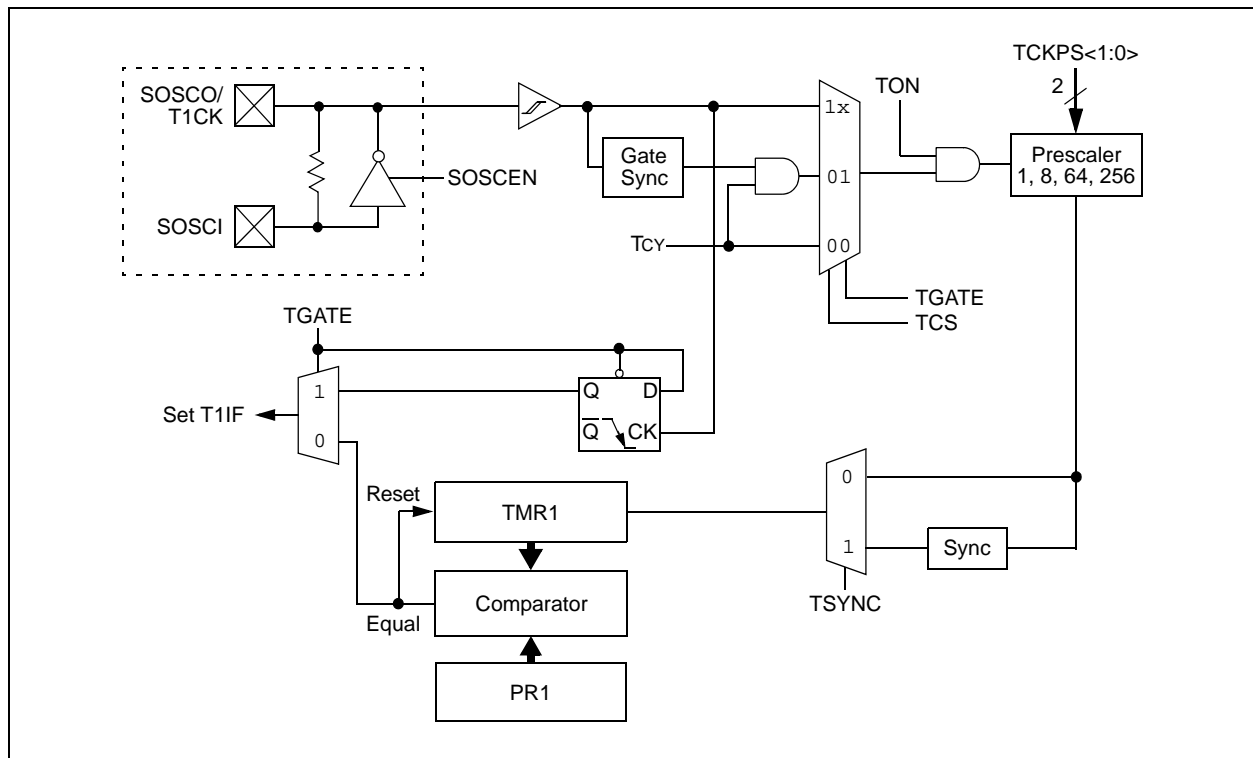 TCKPS<1:0>
SOSCO/
T1CK
TON
2
1x
Gate
Sync
Prescaler
1, 8, 64, 256
SOSCEN
01
SOSCI
TCY
00
TGATE
TCS
TGATE
1
Q
D
Set T1IF
Q
CK
0
Reset
0
TMR1
1
Sync
Comparator
TSYNC
Equal
PR1